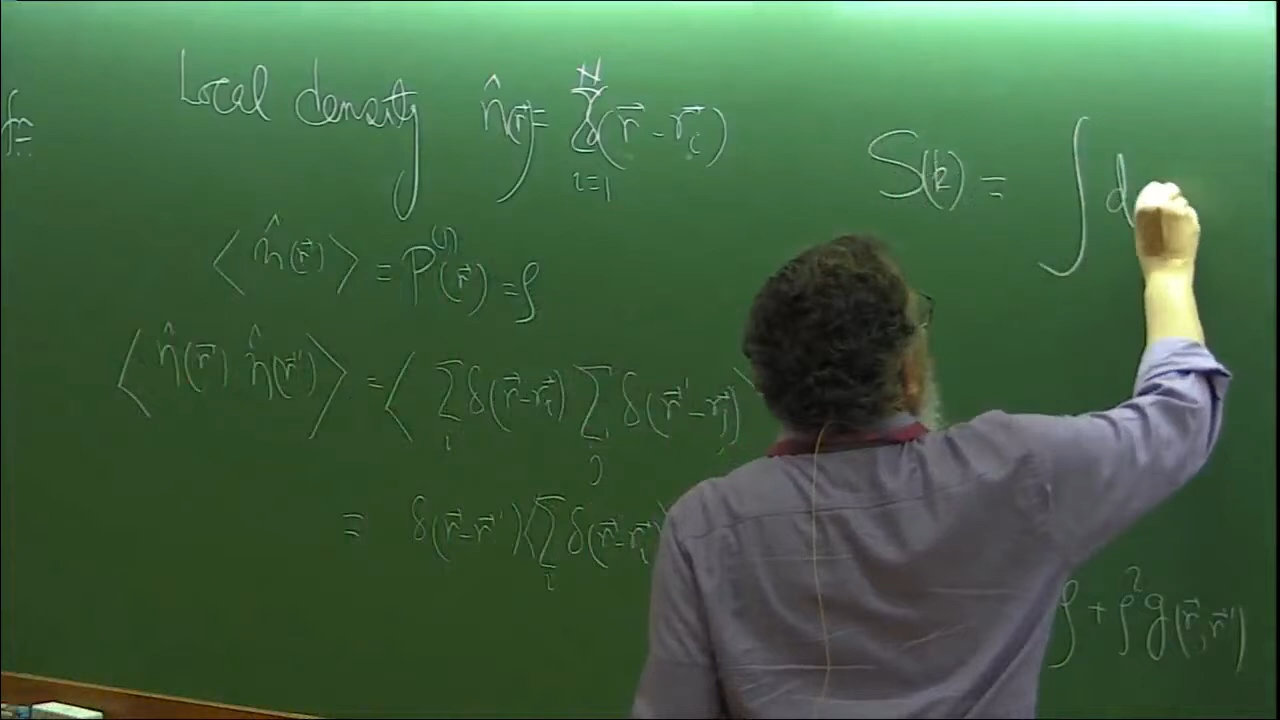 Local density n̂(r⃗) = Σ_{i=1}^{N} δ(r⃗ - r⃗_i)
S(k) = ∫ d
⟨ n̂(r⃗) ⟩ = P^{(1)}(r⃗) = ρ
⟨ n̂(r⃗) n̂(r⃗') ⟩ = ⟨ Σ_i δ(r⃗-r⃗_i) Σ_j δ(r⃗'-r⃗_j)
= δ(r⃗-r⃗') ⟨ Σ_i δ(r⃗-r⃗_i)
ρ + ρ² g(r⃗, r⃗')